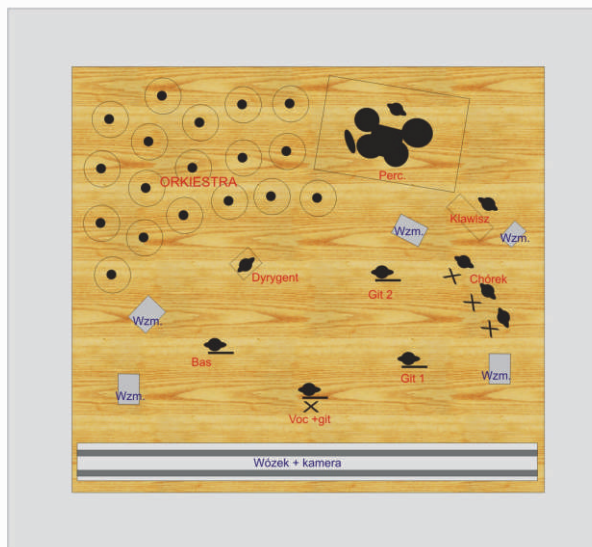 ORKIESTRA
Perc.
Klawisz
Wzm.
Wzm.
Dyrygent
Git 2
Chórek
Wzm.
Bas
Git 1
Wzm.
Wzm.
Voc +git
Wózek + kamera